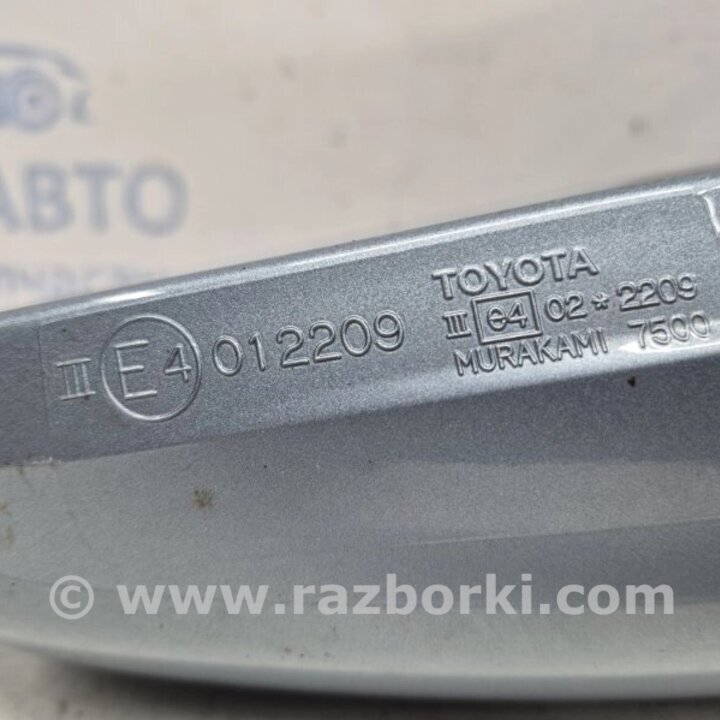 АВТО
TOYOTA
III E4 012209
III e4 02 * 2209
MURAKAMI 7500
© www.razborki.com